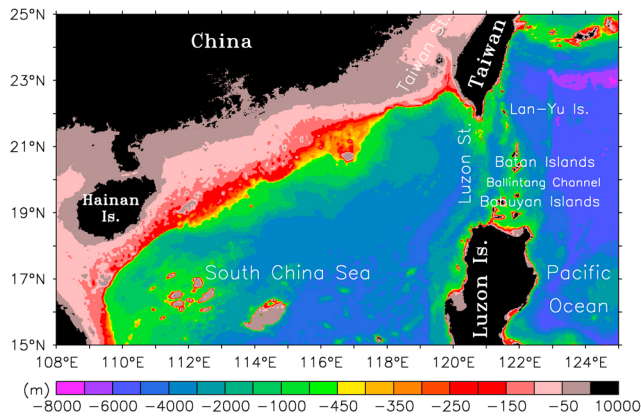 25°N
23°N
21°N
19°N
17°N
15°N
China
Taiwan St.
Taiwan
Lan-Yu Is.
Luzon St.
Batan Islands
Ballintang Channel
Babuyan Islands
Hainan
Is.
South China Sea
Luzon Is.
Pacific
Ocean
108°E 110°E 112°E 114°E 116°E 118°E 120°E 122°E 124°E
(m)
-8000 -6000 -4000 -2000 -1000 -450 -350 -250 -150 -50 10000